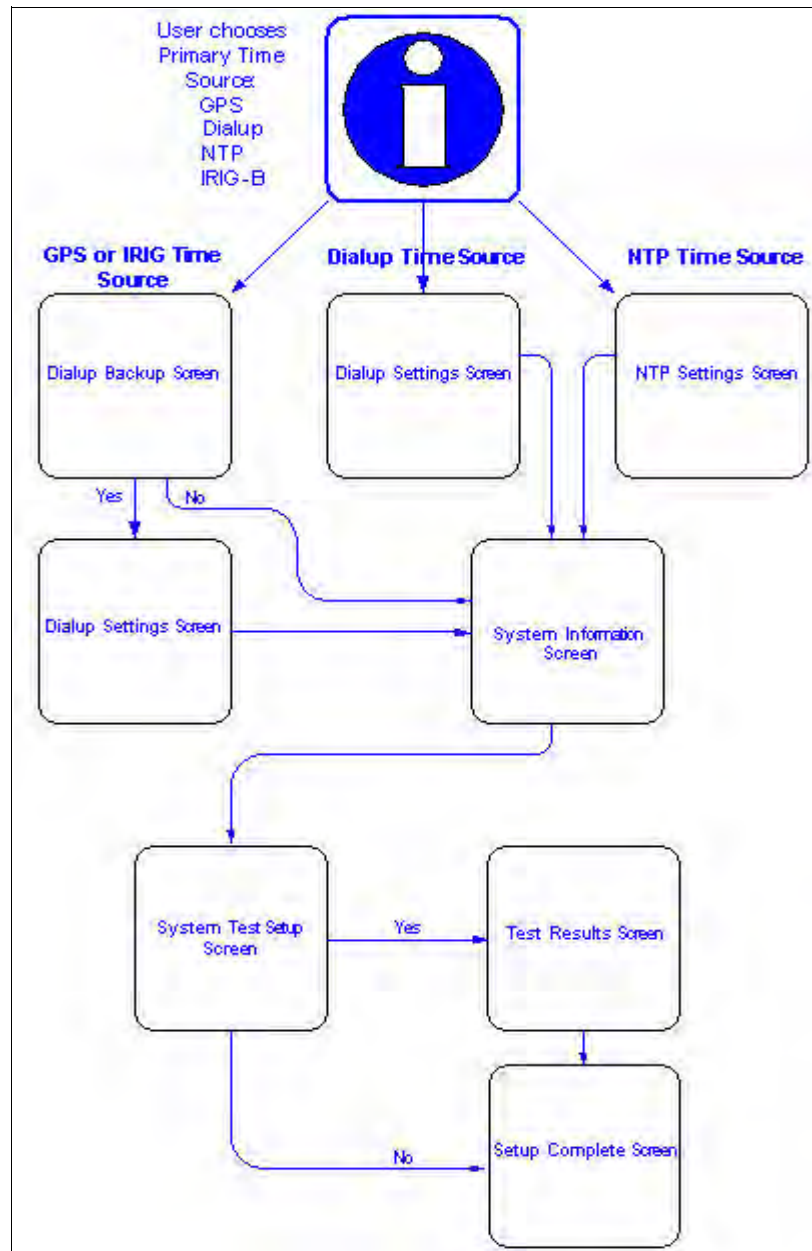 User chooses
Primary Time
Source:
GPS
Dialup
NTP
IRIG-B
GPS or IRIG Time
Source
Dialup Time Source
NTP Time Source
Dialup Backup Screen
Dialup Settings Screen
NTP Settings Screen
Yes
No
Dialup Settings Screen
System Information
Screen
System Test Setup
Screen
Yes
Test Results Screen
No
Setup Complete Screen